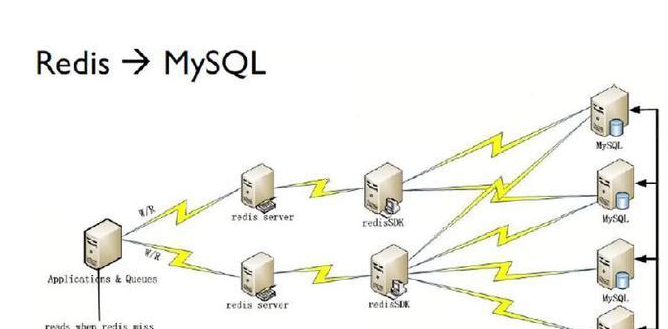 Redis → MySQL
MySQL
W/R
redis server
redisSDK
MySQL
W/R
Applications & Queues
redis server
redisSDK
MySQL
reads when redis miss